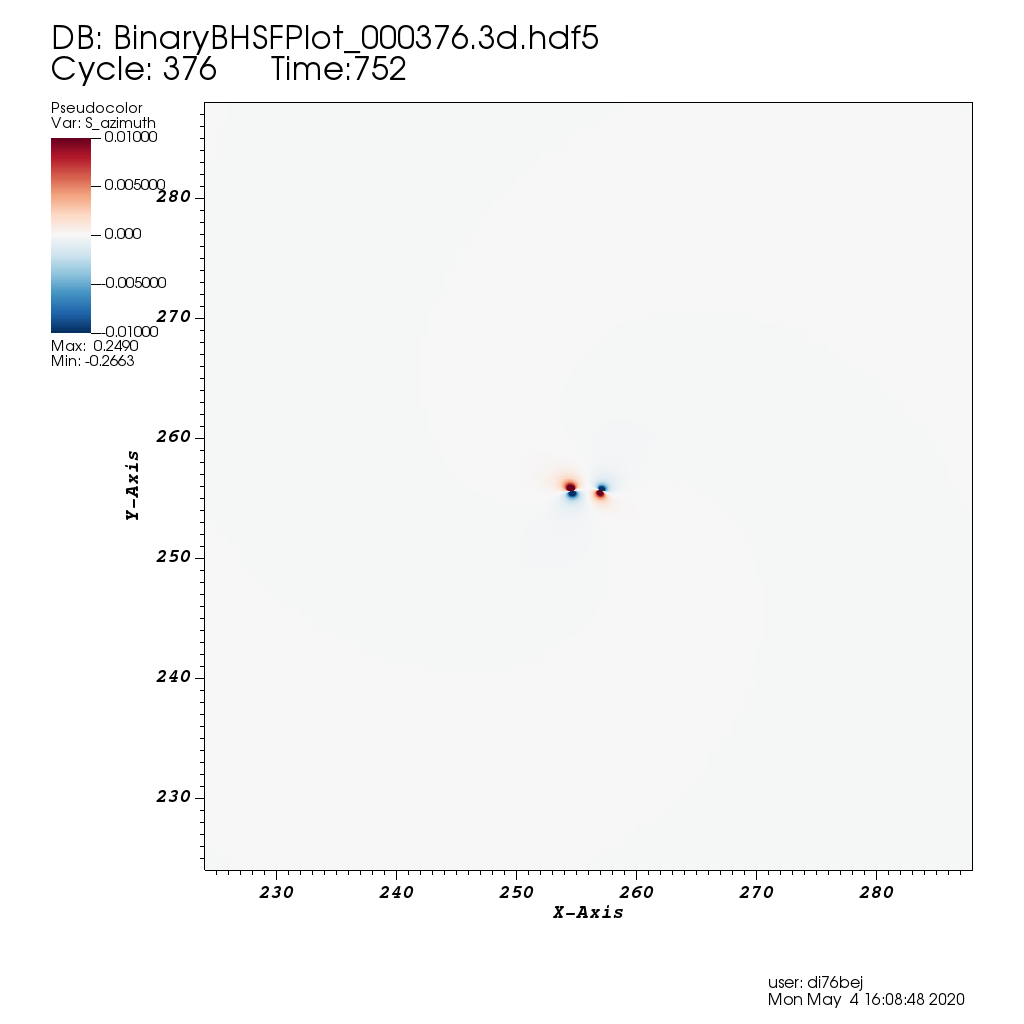 DB: BinaryBHSFPlot_000376.3d.hdf5
Cycle: 376 Time:752
Pseudocolor
Var: S_azimuth
0.01000
0.005000
0.000
-0.005000
-0.01000
Max: 0.2490
Min: -0.2663
280
270
260
250
240
230
Y-Axis
230 240 250 260 270 280
X-Axis
user: di76bej
Mon May 4 16:08:48 2020